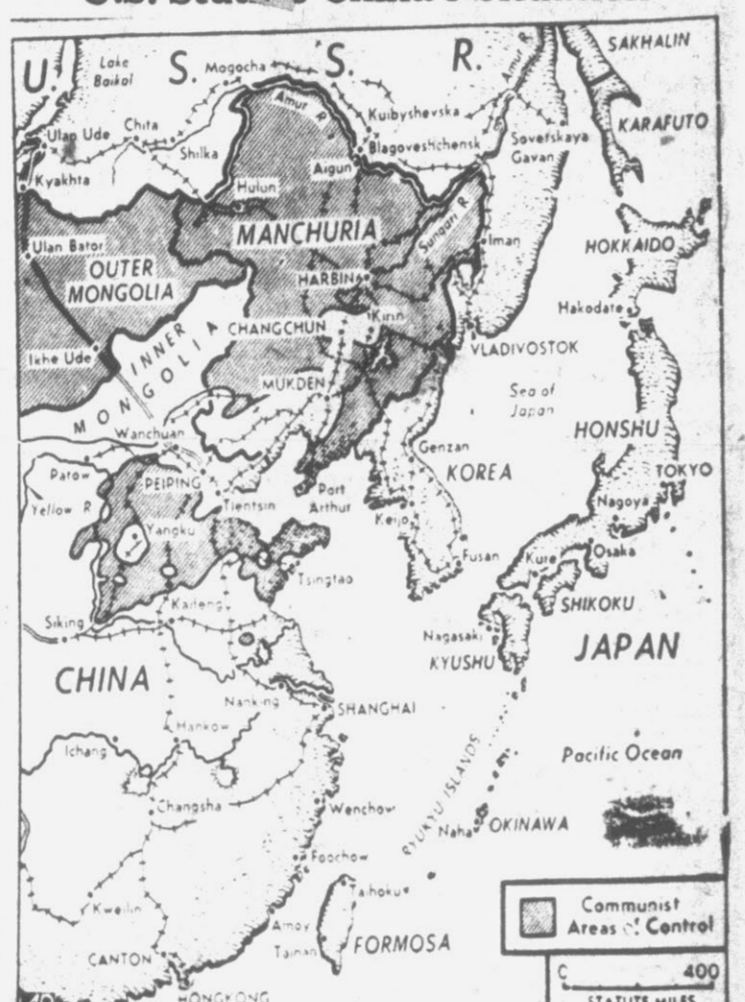 U. S. S. R.
Lake
Baikal
Mogocha
Amur R.
SAKHALIN
KARAFUTO
Kuibyshevska
Amur R
Ulan Ude
Chita
Shilka
Blagoveshchensk
Sovetskaya
Gavan
Kyakhta
Aigun
Hulun
MANCHURIA
Sungari R.
Iman
HOKKAIDO
Ulan Bator
OUTER
MONGOLIA
HARBIN
Hakodate
INNER
MONGOLIA
CHANGCHUN
Kirin
VLADIVOSTOK
Ikhe Ude
MUKDEN
Sea of
Japan
Wanchuan
HONSHU
Genzan
Patow
PEIPING
KOREA
TOKYO
Yellow R
Tientsin
Port
Arthur
Nagoya
Yangku
Keijo
Fusan
Kure
Osaka
Tsingtao
SHIKOKU
Siking
Kaifeng
Nagasaki
KYUSHU
JAPAN
CHINA
Nanking
SHANGHAI
Hankow
Ichang
Pacific Ocean
RYUKYU ISLANDS
Changsha
Wenchow
Naha
OKINAWA
Foochow
Taihoku
Kweilin
Communist
Areas of Control
Amoy
Tainan
FORMOSA
CANTON
HONGKONG
400
STATUTE MILES